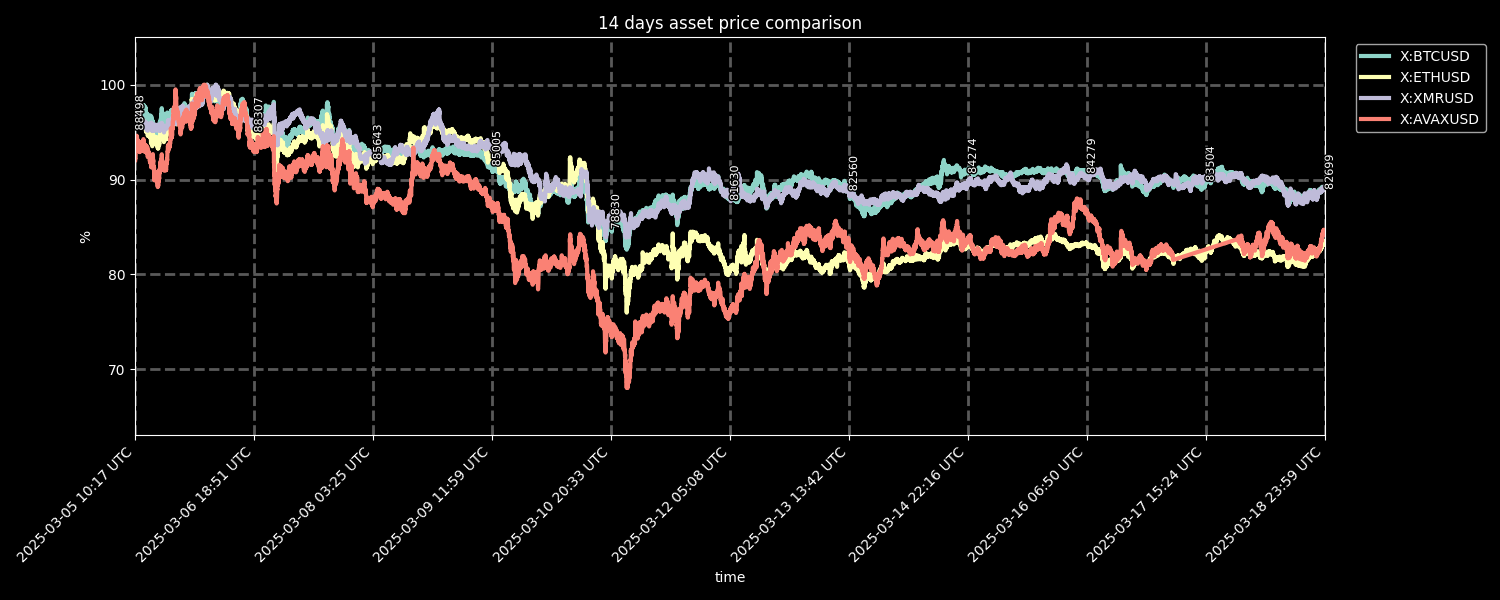 14 days asset price comparison
X:BTCUSD
X:ETHUSD
X:XMRUSD
X:AVAXUSD
100
90
80
70
%
88498
88307
85643
85005
78830
81630
82560
84274
84279
83504
82699
2025-03-05 10:17 UTC
2025-03-06 18:51 UTC
2025-03-08 03:25 UTC
2025-03-09 11:59 UTC
2025-03-10 20:33 UTC
2025-03-12 05:08 UTC
2025-03-13 13:42 UTC
2025-03-14 22:16 UTC
2025-03-16 06:50 UTC
2025-03-17 15:24 UTC
2025-03-18 23:59 UTC
time